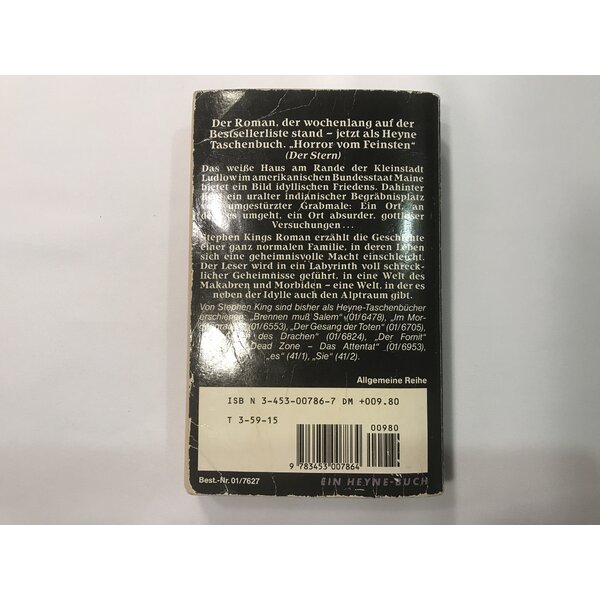 Der Roman, der wochenlang auf der
Bestsellerliste stand – jetzt als Heyne
Taschenbuch. „Horror vom Feinsten“
(Der Stern)
Das weiße Haus am Rande der Kleinstadt
Ludlow im amerikanischen Bundesstaat Maine
bietet ein Bild idyllischen Friedens. Dahinter
ein uralter indianischer Begräbnisplatz
umgestürzter Grabmale: Ein Ort, an
es umgeht, ein Ort absurder, gottloser
Versuchungen . . .
Stephen Kings Roman erzählt die Geschichte
einer ganz normalen Familie, in deren Leben
sich eine geheimnisvolle Macht einschleicht.
Der Leser wird in ein Labyrinth voll schreck-
licher Geheimnisse geführt, in eine Welt des
Makabren und Morbiden – eine Welt, in der es
neben der Idylle auch den Alptraum gibt.
Von Stephen King sind bisher als Heyne-Taschenbücher
erschienen: „Brennen muß Salem“ (01/6478), „Im Mor-
(01/6553), „Der Gesang der Toten“ (01/6705),
des Drachen“ (01/6824), „Der Fornit“
Dead Zone – Das Attentat“ (01/6953),
„es“ (41/1), „Sie“ (41/2).
Allgemeine Reihe
ISB N 3-453-00786-7 DM +009.80
T 3-59-15
00980
9 783453 007864
Best.-Nr. 01/7627
EIN HEYNE-BUCH